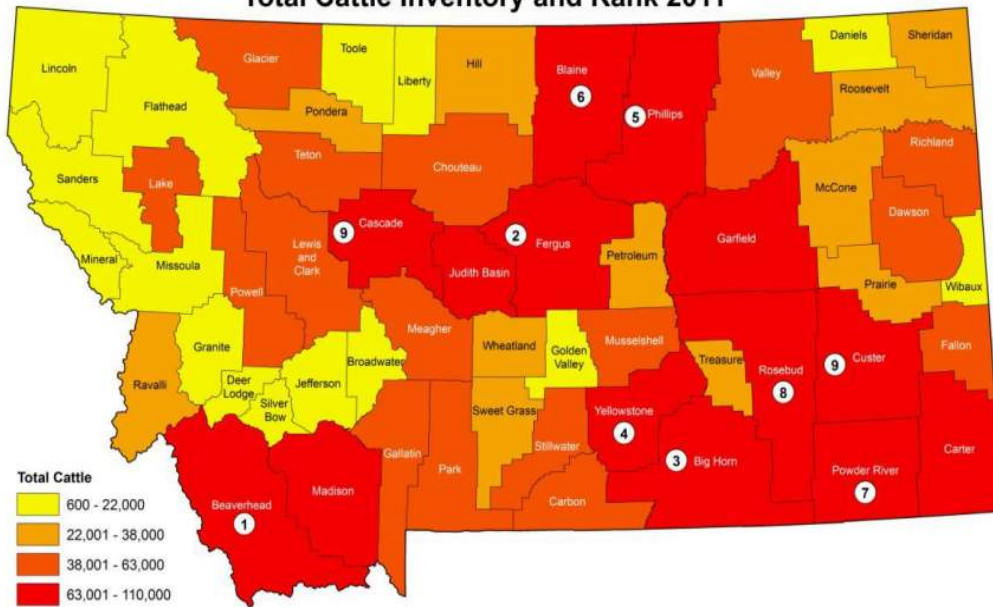 Total Cattle Inventory and Rank 2011
Toole
Daniels
Sheridan
Glacier
Lincoln
Liberty
Hill
Blaine
Valley
Flathead
6
Roosevelt
Pondera
5
Phillips
Richland
Teton
Chouteau
Sanders
Lake
McCone
Dawson
9
Cascade
2
Fergus
Garfield
Lewis
and
Clark
Judith Basin
Petroleum
Mineral
Missoula
Powell
Prairie
Wibaux
Meagher
Wheatland
Musselshell
Granite
Broadwater
Golden
Valley
Treasure
Rosebud
9
Custer
Fallon
Ravalli
Deer
Lodge
Jefferson
8
Silver
Bow
Sweet Grass
Yellowstone
4
Gallatin
Park
Stillwater
3
Big Horn
Carter
Powder River
7
Madison
Carbon
Beaverhead
1
Total Cattle
600 - 22,000
22,001 - 38,000
38,001 - 63,000
63,001 - 110,000